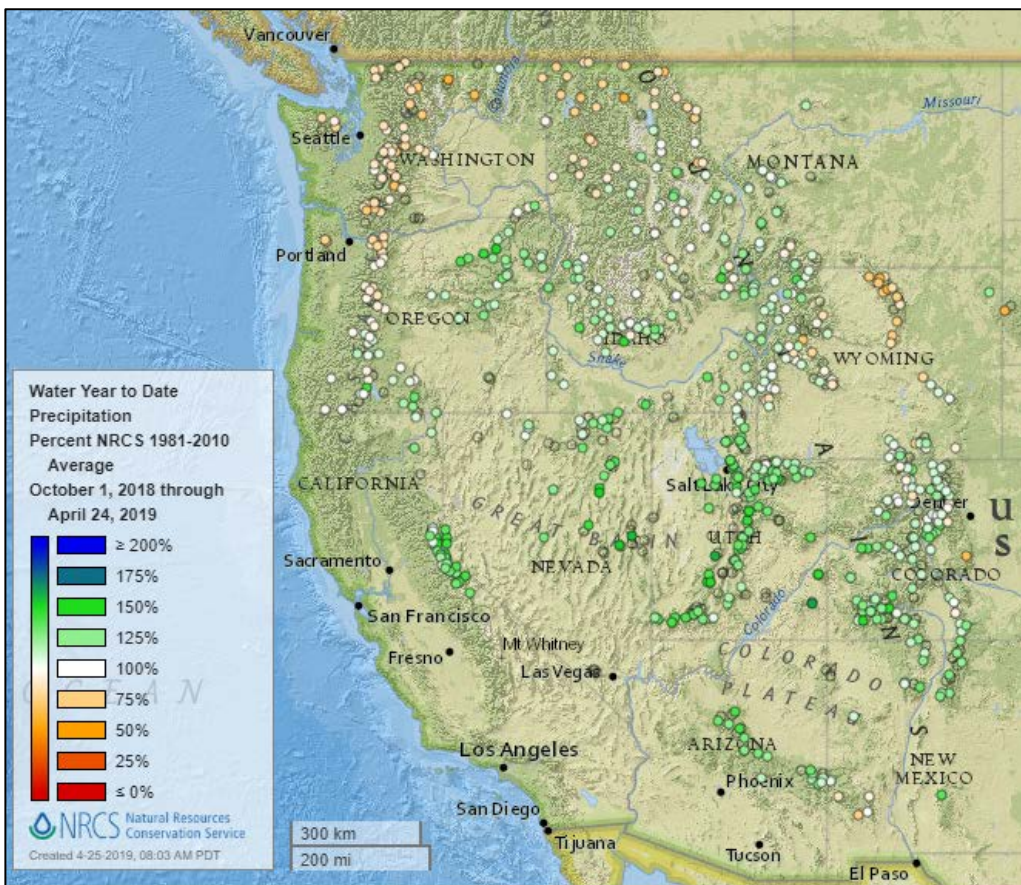 Vancouver
Columbia
Missouri
Seattle
WASHINGTON
MONTANA
Portland
OREGON
IDAHO
Snake
WYOMING
Water Year to Date
Precipitation
Percent NRCS 1981-2010
Average
October 1, 2018 through
April 24, 2019
≥ 200%
175%
150%
125%
100%
75%
50%
25%
≤ 0%
NRCS Natural Resources
Conservation Service
Created 4-25-2019, 08:03 AM PDT
CALIFORNIA
Salt Lake City
Denver
U
S
GREAT BASIN
UTCH
NEVADA
Sacramento
COLORADO
San Francisco
Colorado
Mt Whitney
Fresno
Las Vegas
COLORADO
PLATEAU
OCEAN
Los Angeles
ARIZONA
Phoenix
NEW
MEXICO
San Diego
Tijuana
Tucson
El Paso
300 km
200 mi